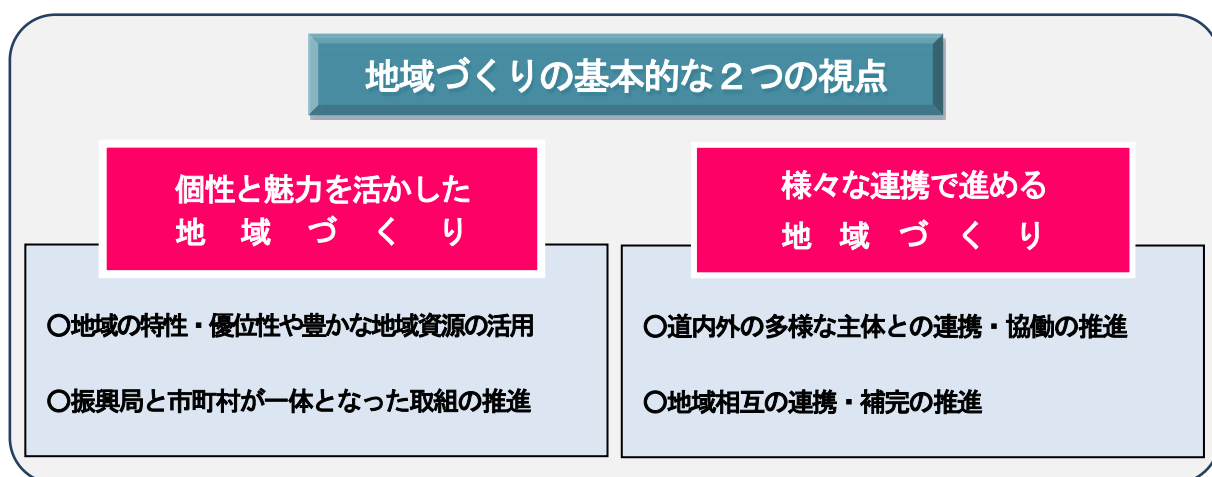 地域づくりの基本的な２つの視点
個性と魅力を活かした
地域づくり
〇地域の特性・優位性や豊かな地域資源の活用
〇振興局と市町村が一体となった取組の推進
様々な連携で進める
地域づくり
〇道内外の多様な主体との連携・協働の推進
〇地域相互の連携・補完の推進